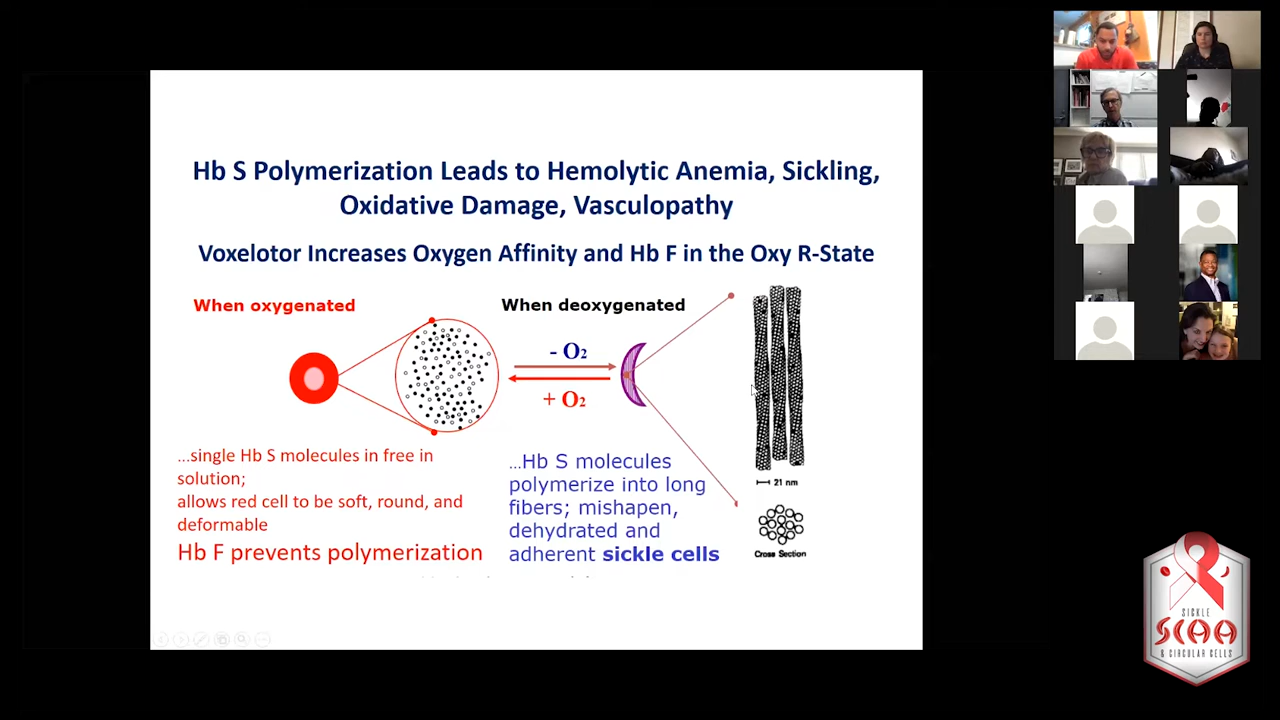 Hb S Polymerization Leads to Hemolytic Anemia, Sickling,
Oxidative Damage, Vasculopathy
Voxelotor Increases Oxygen Affinity and Hb F in the Oxy R-State
When oxygenated
When deoxygenated
- O2
+ O2
...single Hb S molecules in free in
solution;
allows red cell to be soft, round, and
deformable
Hb F prevents polymerization
...Hb S molecules
polymerize into long
fibers; mishapen,
dehydrated and
adherent sickle cells
21 nm
Cross Section
SICKLE
SCAA
& CIRCULAR CELLS